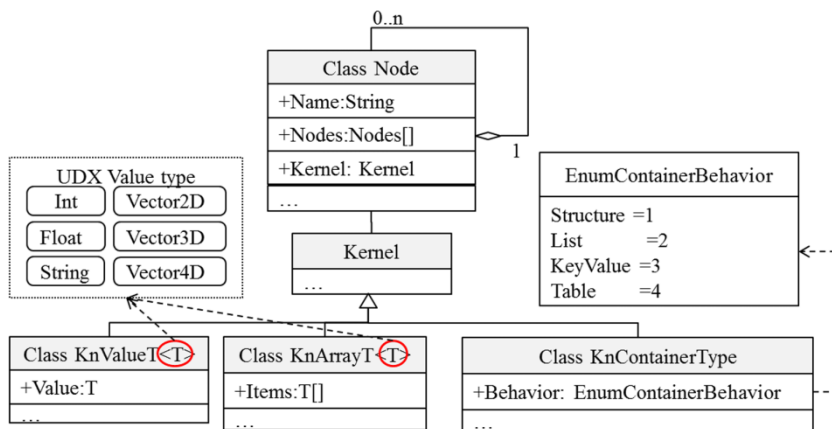 0..n
Class Node
+Name:String
+Nodes:Nodes[]
1
+Kernel: Kernel
...
UDX Value type
Int Vector2D
Float Vector3D
String Vector4D
EnumContainerBehavior
Structure =1
List =2
KeyValue =3
Table =4
Kernel
...
Class KnValueT<T>
+Value:T
...
Class KnArrayT<T>
+Items:T[]
...
Class KnContainerType
+Behavior: EnumContainerBehavior
...